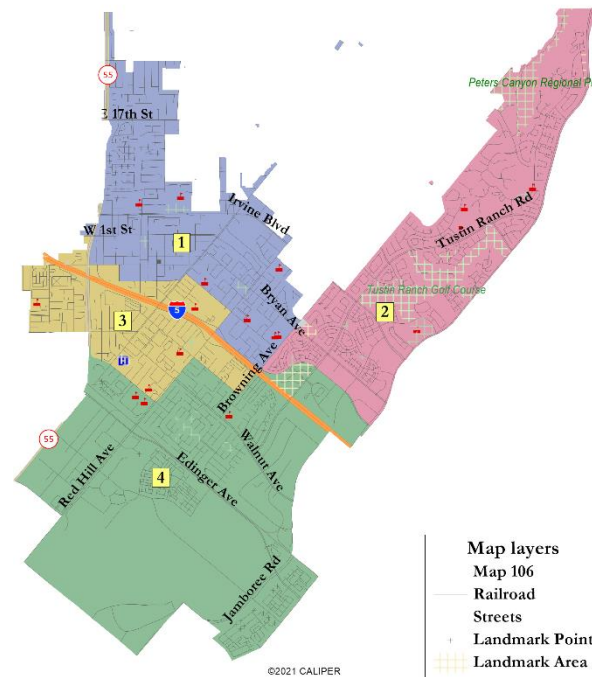 55
E 17th St
Peters Canyon Regional P
Irvine Blvd
W 1st St
1
Tustin Ranch Rd
Tustin Ranch Golf Course
5
Bryan Ave
2
3
H
Browning Ave
55
Walnut Ave
Edinger Ave
Red Hill Ave
4
Jamboree Rd
Map layers
Map 106
Railroad
Streets
Landmark Point
Landmark Area
©2021 CALIPER